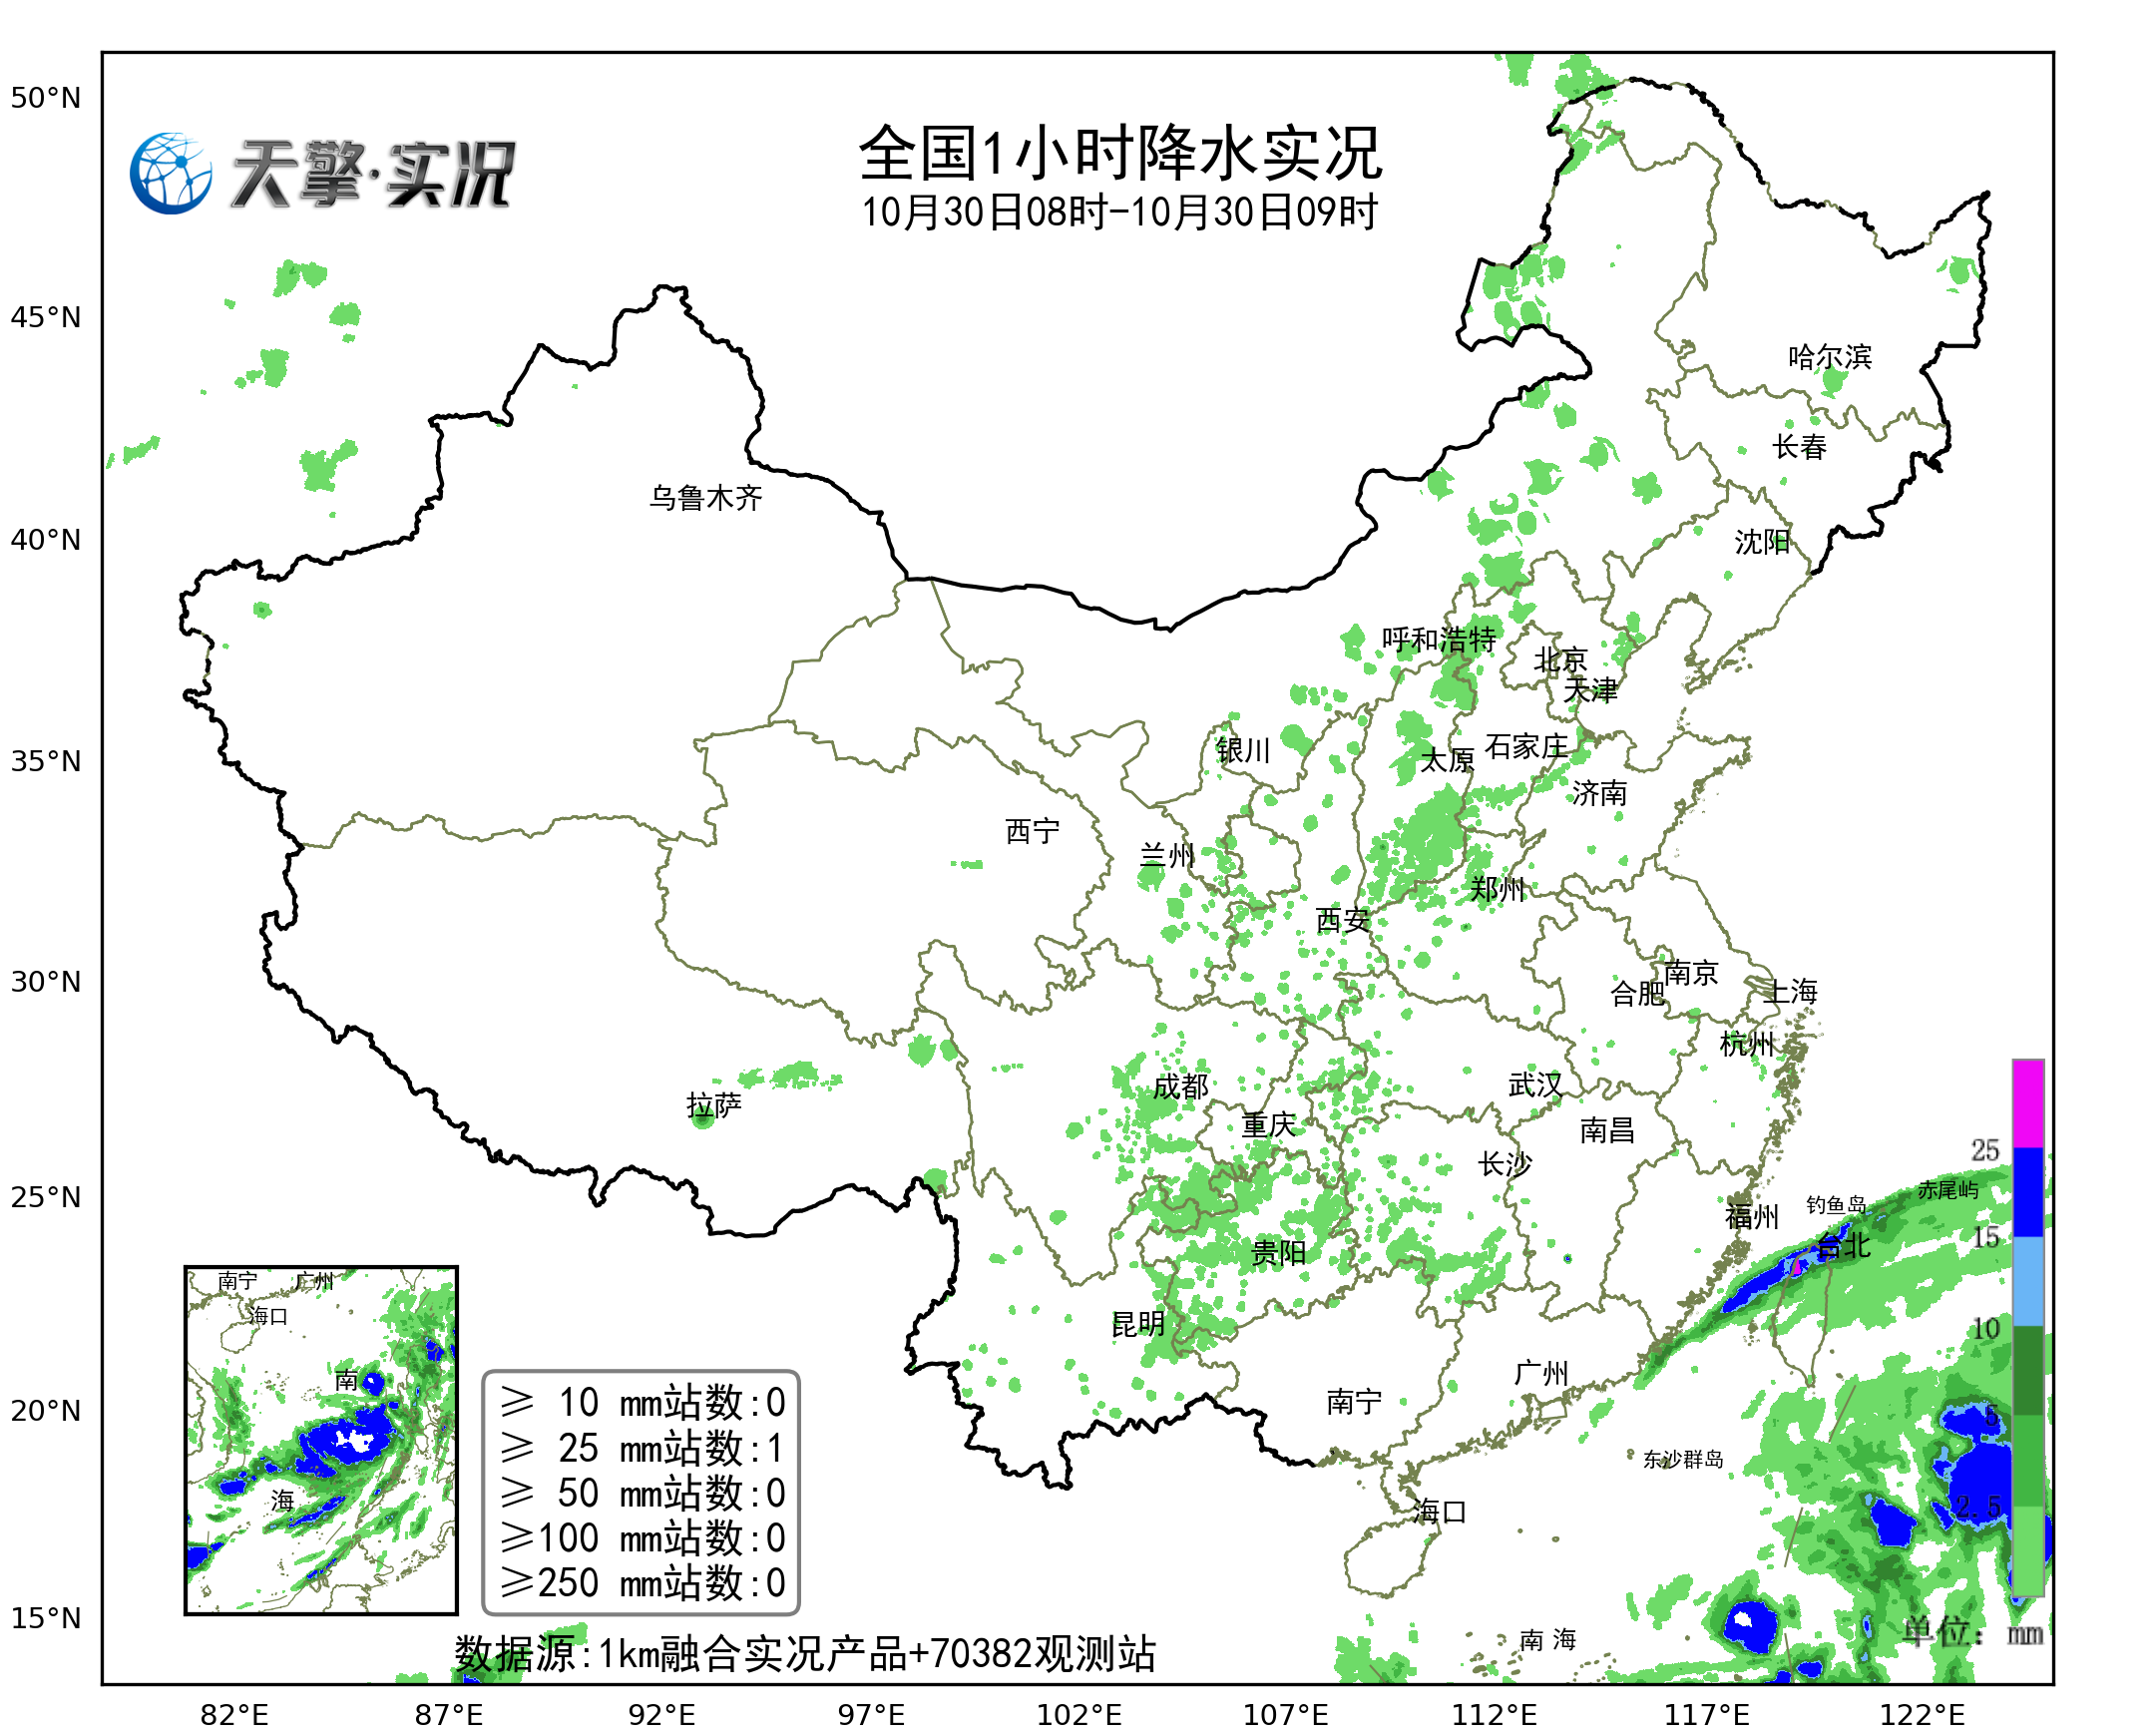 50°N
天擎·实况
全国1小时降水实况
10月30日08时-10月30日09时
45°N
哈尔滨
长春
乌鲁木齐
40°N
沈阳
呼和浩特
北京
天津
35°N
银川
太原
石家庄
济南
西宁
兰州
郑州
西安
30°N
南京
合肥
上海
杭州
成都
武汉
拉萨
重庆
南昌
长沙
25
25°N
赤尾屿
钓鱼岛
福州
15
台北
贵阳
南宁
广州
海口
昆明
10
南
广州
南宁
20°N
5
≥ 10 mm站数:0
≥ 25 mm站数:1
≥ 50 mm站数:0
≥100 mm站数:0
≥250 mm站数:0
东沙群岛
海
海口
2.5
15°N
南 海
单位: mm
数据源:1km融合实况产品+70382观测站
82°E
87°E
92°E
97°E
102°E
107°E
112°E
117°E
122°E